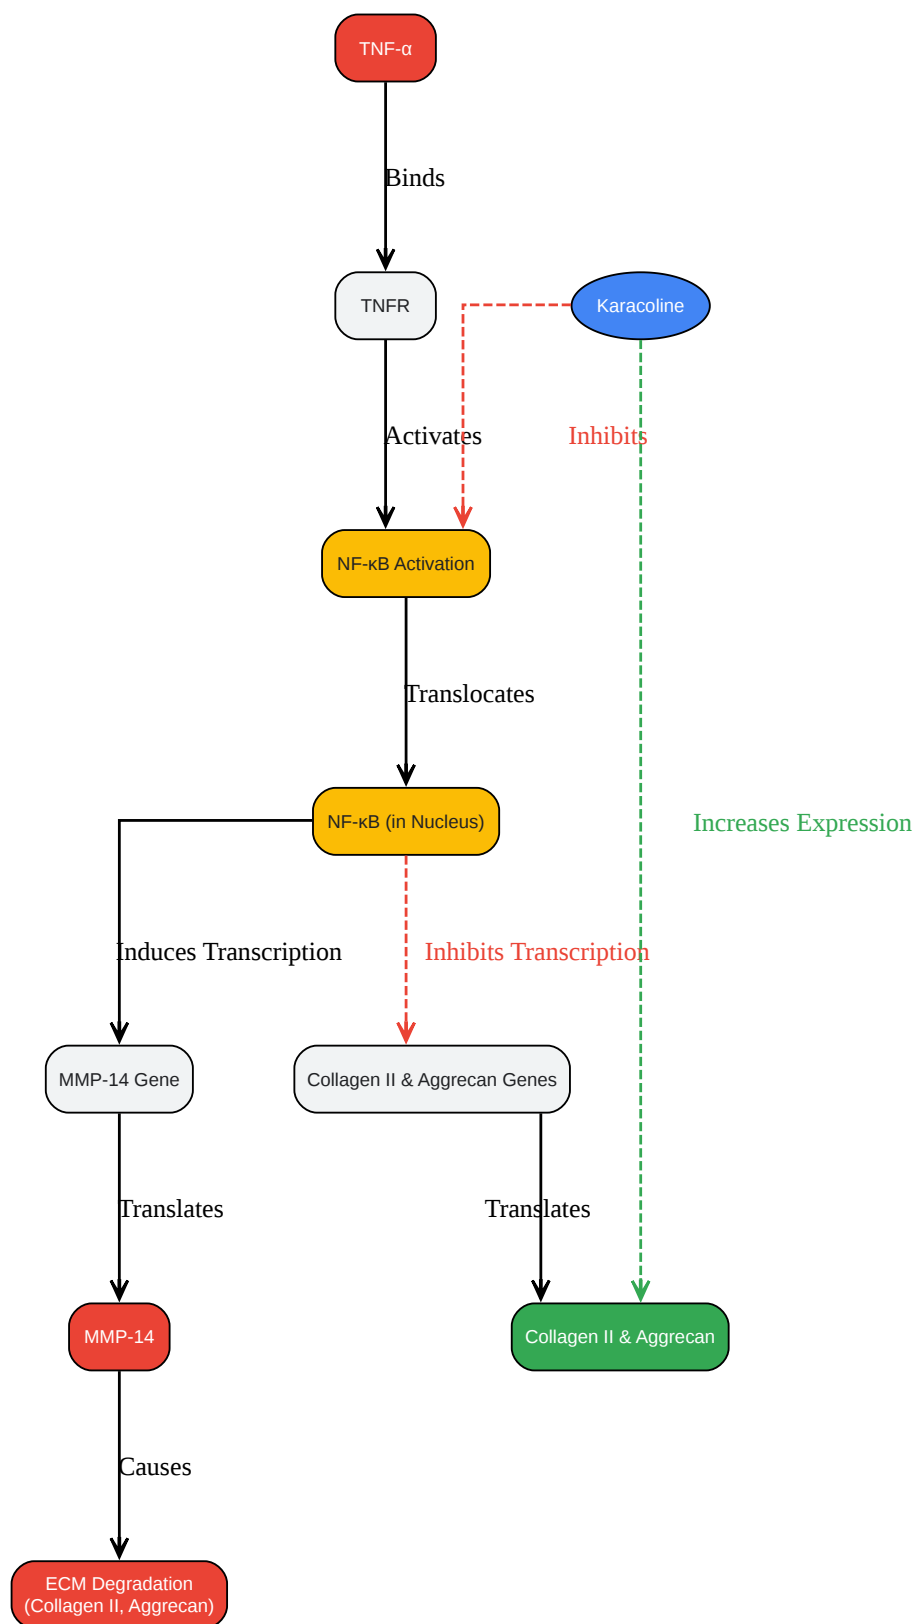 TNF-α
Binds
TNFR
Karacoline
Activates
Inhibits
NF-κB Activation
Translocates
NF-κB (in Nucleus)
Increases Expression
Induces Transcription
Inhibits Transcription
MMP-14 Gene
Collagen II & Aggrecan Genes
Translates
Translates
MMP-14
Collagen II & Aggrecan
Causes
ECM Degradation
(Collagen II, Aggrecan)